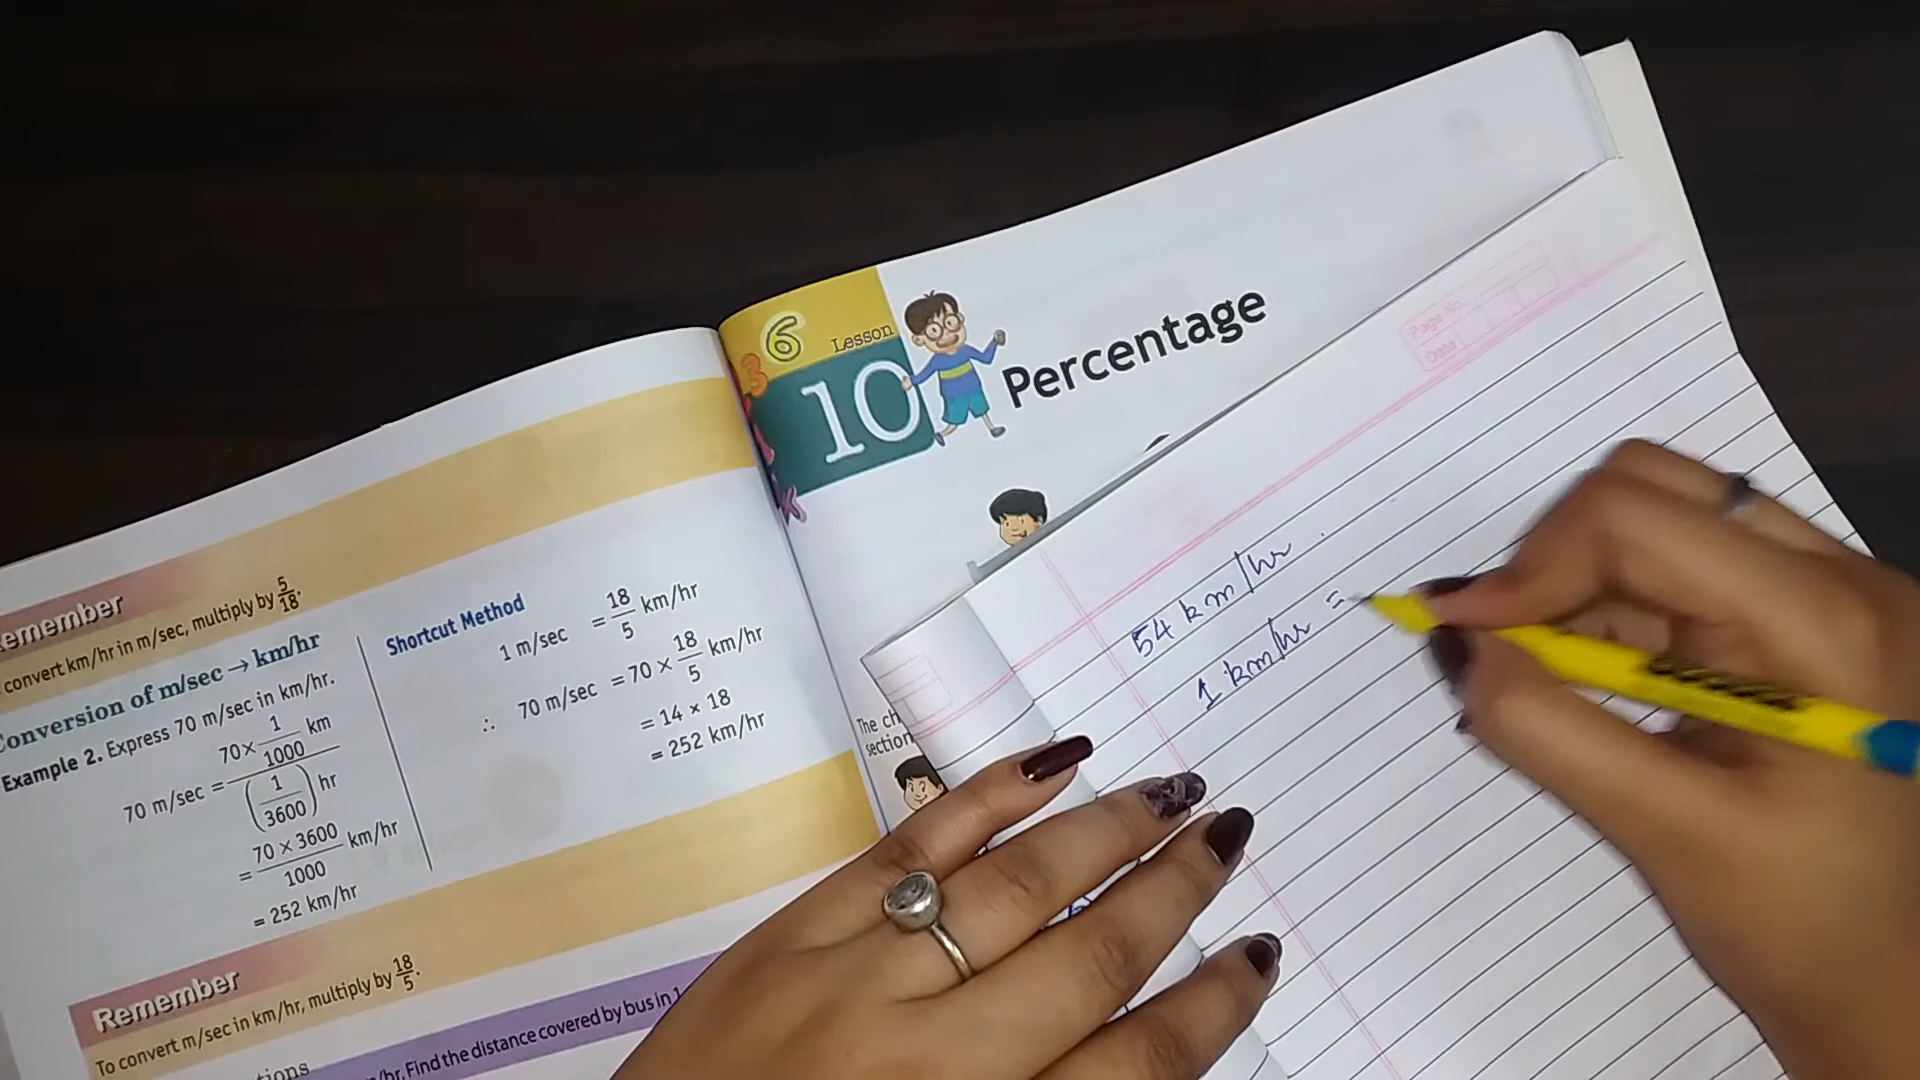 Remember
convert km/hr in m/sec, multiply by 5/18.
Conversion of m/sec → km/hr
Example 2. Express 70 m/sec in km/hr.
70 m/sec = 70 × 1/1000 km / (1/3600) hr
= 70 × 3600 / 1000 km/hr
= 252 km/hr
Shortcut Method
1 m/sec = 18/5 km/hr
∴ 70 m/sec = 70 × 18/5 km/hr
= 14 × 18
= 252 km/hr
Remember
To convert m/sec in km/hr, multiply by 18/5.
/hr. Find the distance covered by bus in 1
3 6 Lesson
10
Percentage
K
The ch
section
Page No.
Date
54 km/hr.
1 km/hr =